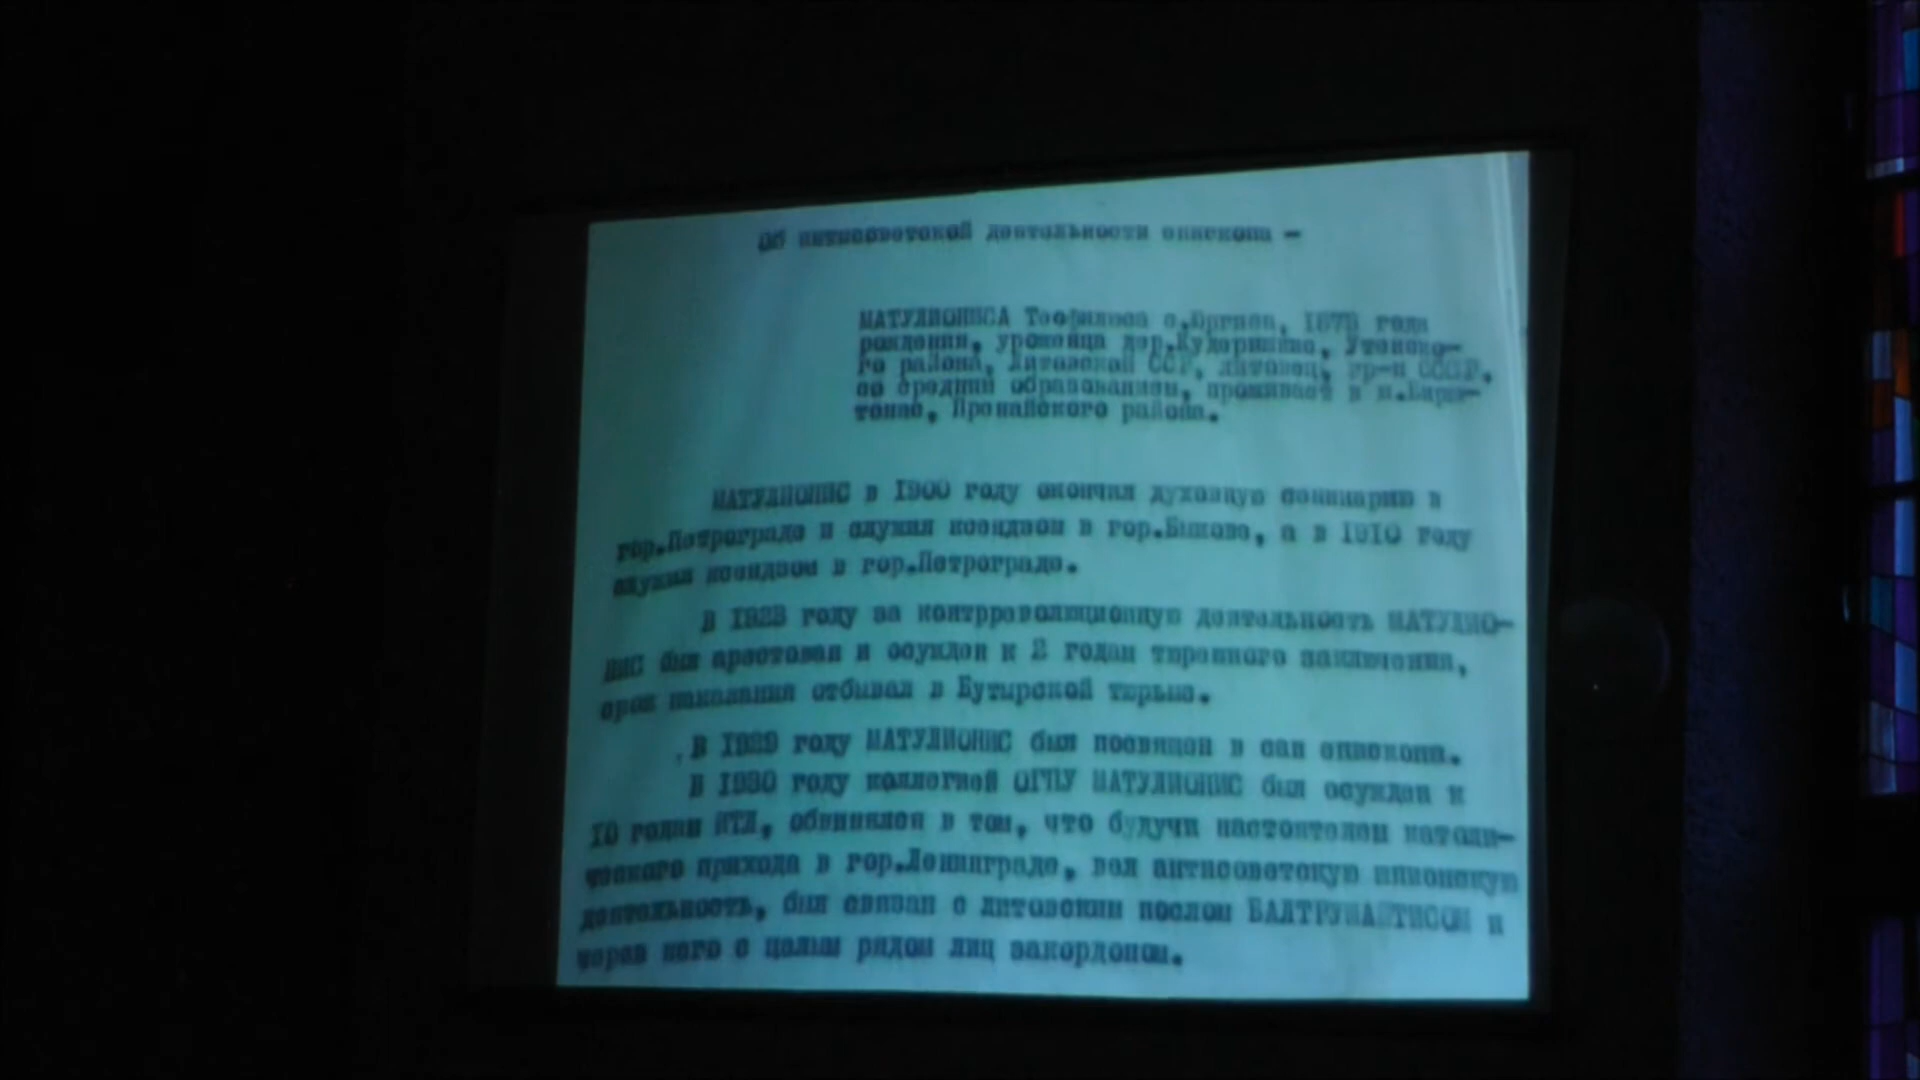 Об антисоветской деятельности епископа -
МАТУЛИОНИСА Теофилиса с.Юргиса, 1873 года
рождения, уроженца дер.Кударишкис, Утенско-
го района, Литовской ССР, литовец, гр-н СССР,
со средним образованием, проживает в м.Бирш-
тонас, Пренайского района.
МАТУЛИОНИС в 1900 году окончил духовную семинарию в
гор.Петрограде и служил ксендзом в гор.Быкове, а в 1910 году
служил ксендзом в гор.Петрограде.
В 1923 году за контрреволюционную деятельность МАТУЛИО-
НИС был арестован и осужден к 2 годам тюремного заключения,
срок наказания отбывал в Бутырской тюрьме.
В 1929 году МАТУЛИОНИС был посвящен в сан епископа.
В 1930 году коллегией ОГПУ МАТУЛИОНИС был осужден к
10 годам ИТЛ, обвинялся в том, что будучи настоятелем католи-
ческого прихода в гор.Ленинграде, вел антисоветскую шпионскую
деятельность, был связан с литовским послом БАЛТРУШАЙТИСОМ и
через него с целым рядом лиц закордоном.